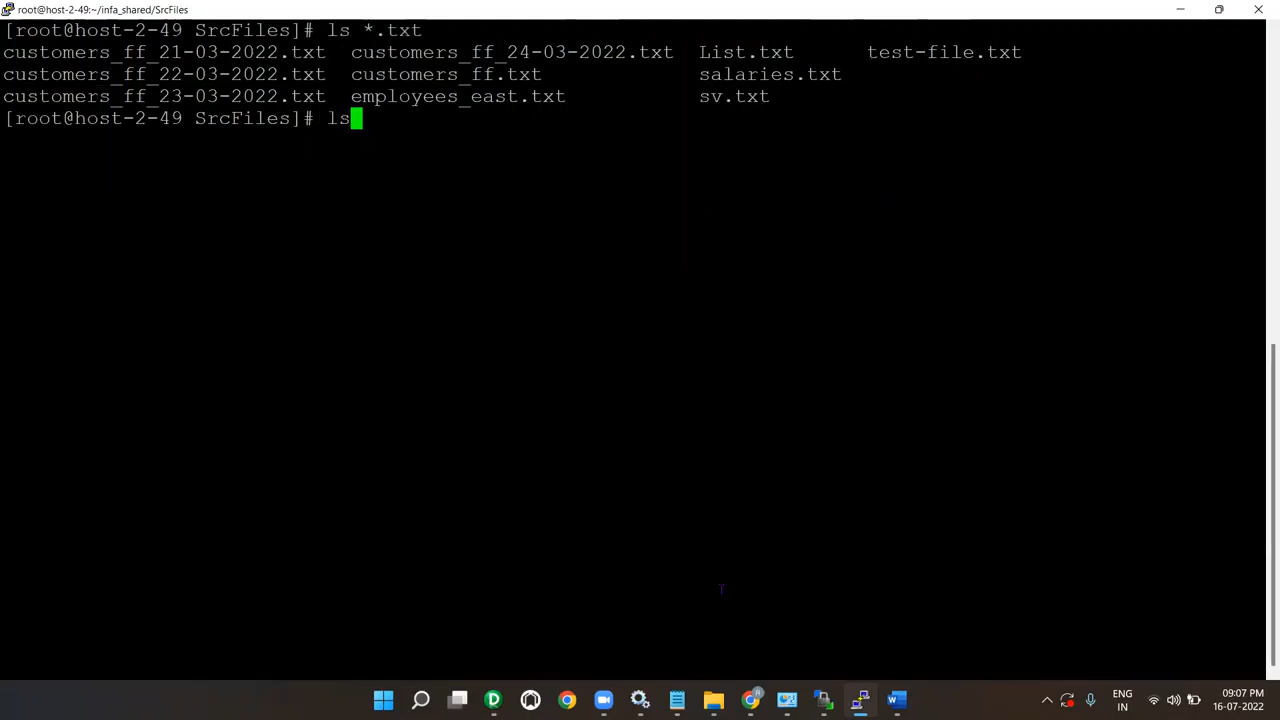 root@host-2-49:~/infa_shared/SrcFiles
[root@host-2-49 SrcFiles]# ls *.txt
customers_ff_21-03-2022.txt customers_ff_24-03-2022.txt List.txt test-file.txt
customers_ff_22-03-2022.txt customers_ff.txt salaries.txt
customers_ff_23-03-2022.txt employees_east.txt sv.txt
[root@host-2-49 SrcFiles]# ls
ENG
IN
09:07 PM
16-07-2022